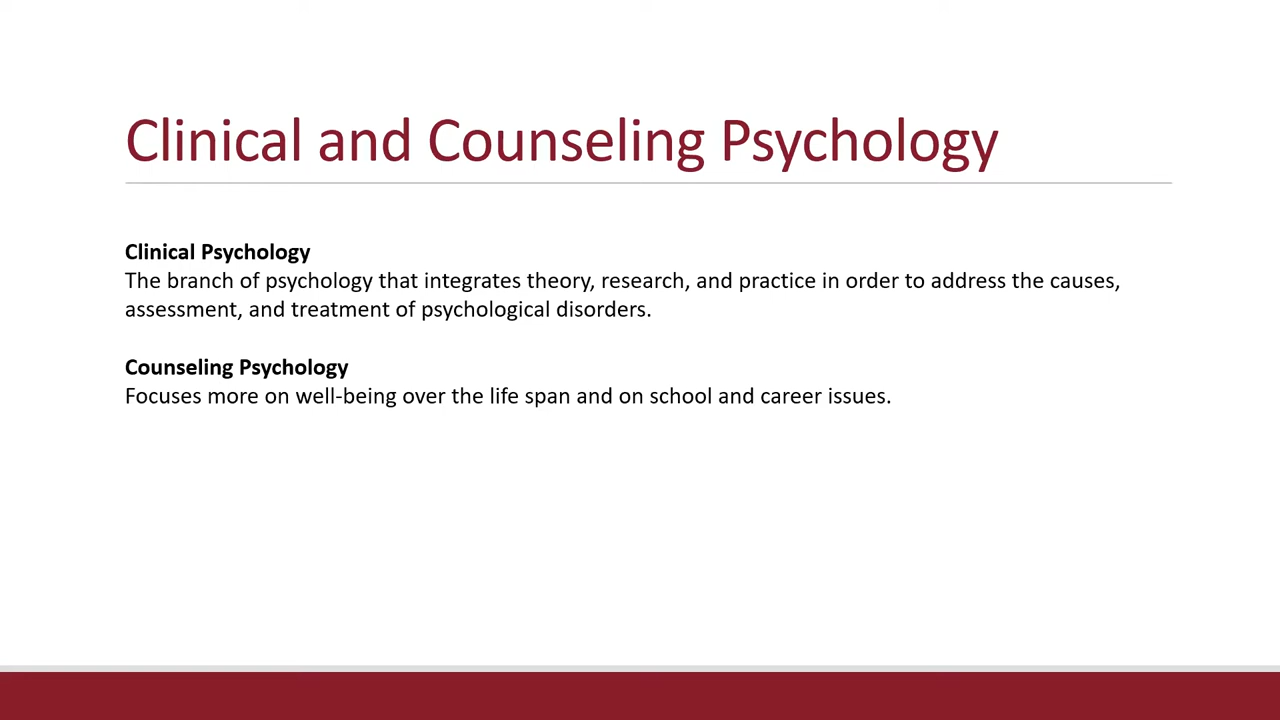 Clinical and Counseling Psychology
Clinical Psychology
The branch of psychology that integrates theory, research, and practice in order to address the causes,
assessment, and treatment of psychological disorders.
Counseling Psychology
Focuses more on well-being over the life span and on school and career issues.